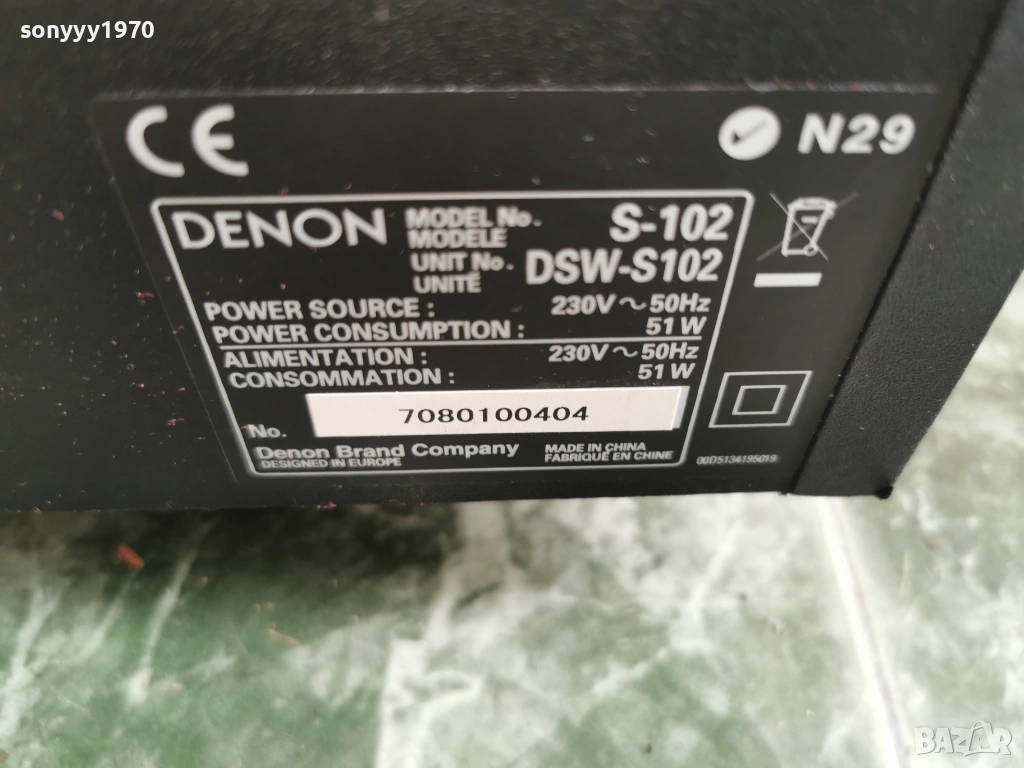 sonyyy1970
CE
N29
DENON MODEL No. S-102
MODELE
UNIT No. DSW-S102
UNITÉ
POWER SOURCE : 230V ~ 50Hz
POWER CONSUMPTION : 51 W
ALIMENTATION : 230V ~ 50Hz
CONSOMMATION : 51 W
No. 7080100404
Denon Brand Company MADE IN CHINA
DESIGNED IN EUROPE FABRIQUE EN CHINE
00D5134195019
BAZAR